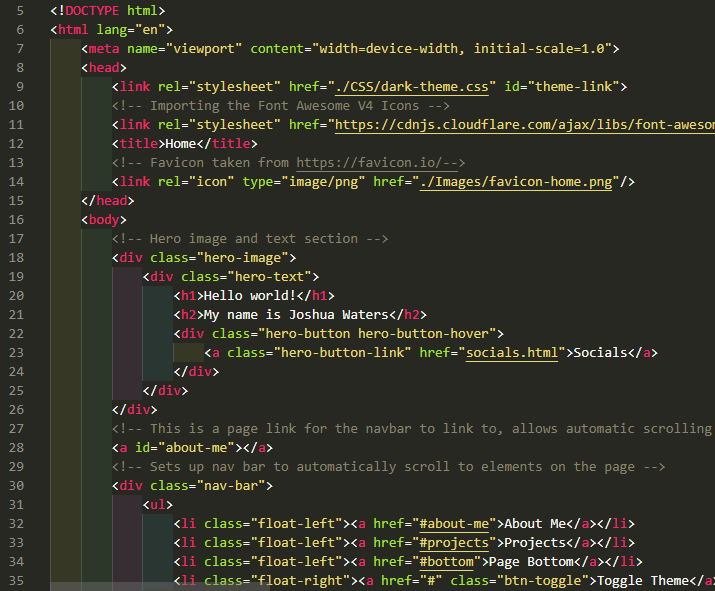 5 <!DOCTYPE html>
6 <html lang="en">
7 <meta name="viewport" content="width=device-width, initial-scale=1.0">
8 <head>
9 <link rel="stylesheet" href="./CSS/dark-theme.css" id="theme-link">
10 <!-- Importing the Font Awesome V4 Icons -->
11 <link rel="stylesheet" href="https://cdnjs.cloudflare.com/ajax/libs/font-aweson
12 <title>Home</title>
13 <!-- Favicon taken from https://favicon.io/-->
14 <link rel="icon" type="image/png" href="./Images/favicon-home.png"/>
15 </head>
16 <body>
17 <!-- Hero image and text section -->
18 <div class="hero-image">
19 <div class="hero-text">
20 <h1>Hello world!</h1>
21 <h2>My name is Joshua Waters</h2>
22 <div class="hero-button hero-button-hover">
23 <a class="hero-button-link" href="socials.html">Socials</a>
24 </div>
25 </div>
26 </div>
27 <!-- This is a page link for the navbar to link to, allows automatic scrolling
28 <a id="about-me"></a>
29 <!-- Sets up nav bar to automatically scroll to elements on the page -->
30 <div class="nav-bar">
31 <ul>
32 <li class="float-left"><a href="#about-me">About Me</a></li>
33 <li class="float-left"><a href="#projects">Projects</a></li>
34 <li class="float-left"><a href="#bottom">Page Bottom</a></li>
35 <li class="float-right"><a href="#" class="btn-toggle">Toggle Theme</a>